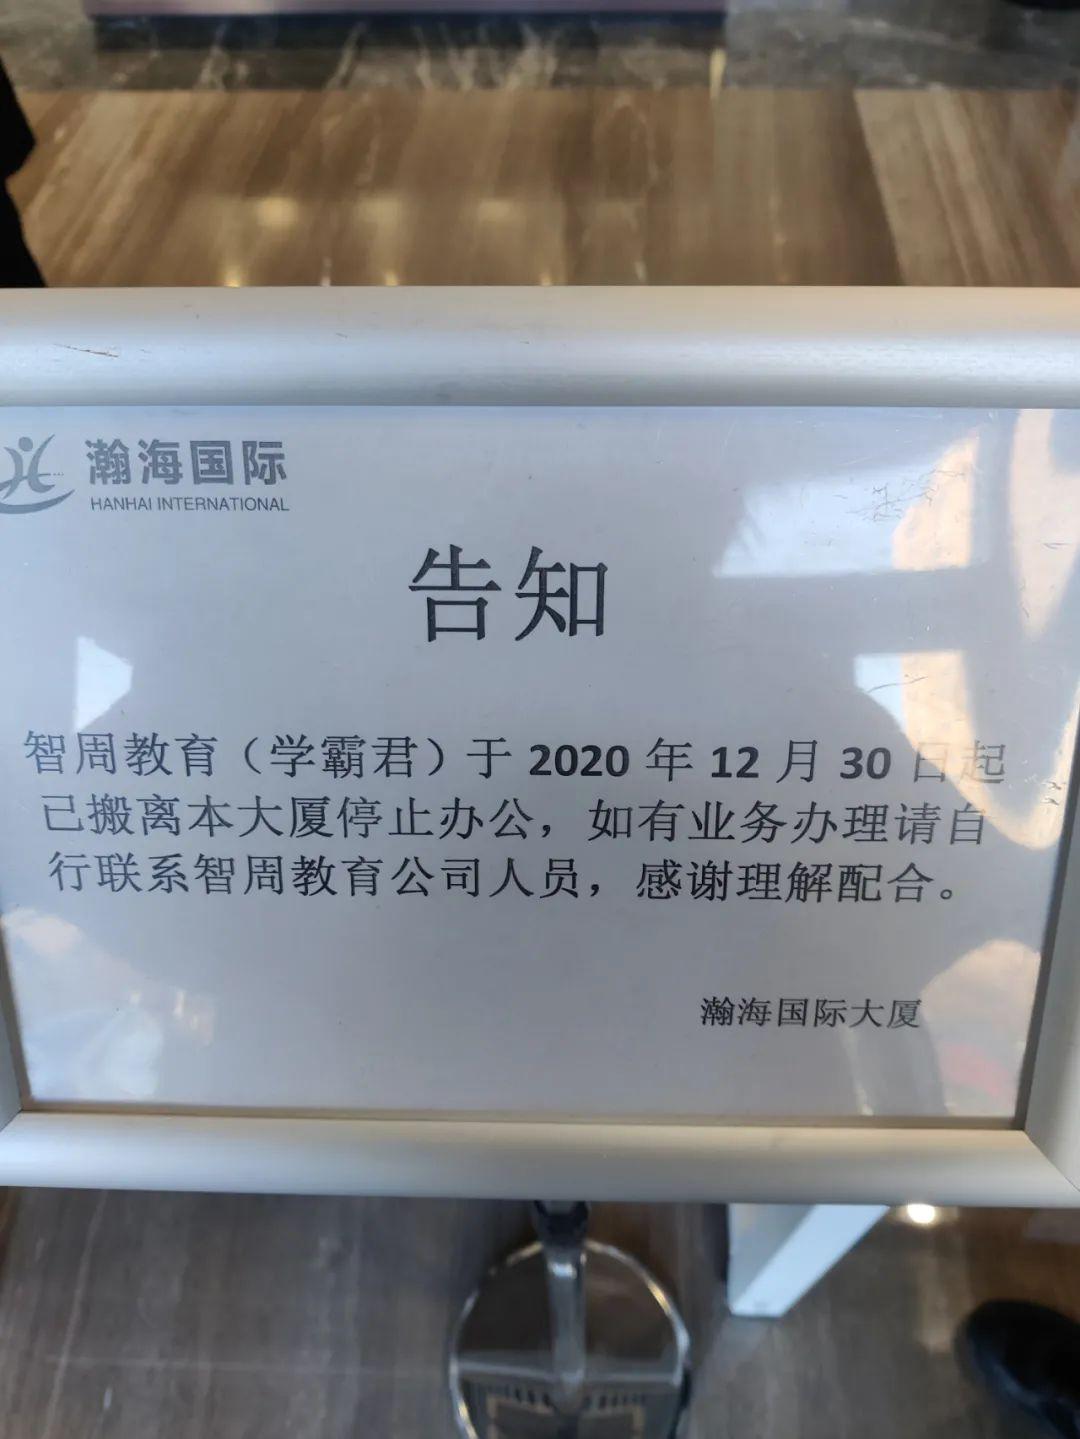 瀚海国际
HANHAI INTERNATIONAL
告知
智周教育（学霸君）于 2020 年 12 月 30 日起
已搬离本大厦停止办公，如有业务办理请自
行联系智周教育公司人员，感谢理解配合。
瀚海国际大厦